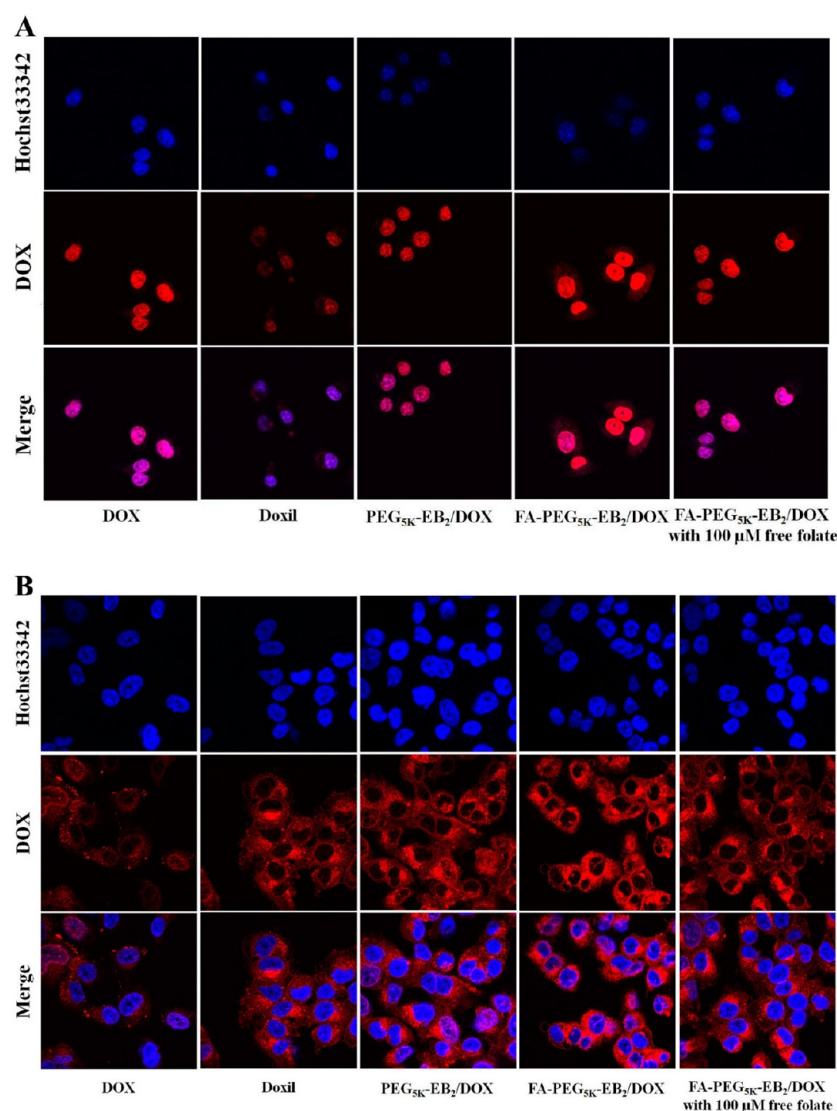 A
Hochst33342
DOX
Merge
DOX
Doxil
PEG5K-EB2/DOX
FA-PEG5K-EB2/DOX
FA-PEG5K-EB2/DOX
with 100 μM free folate
B
Hochst33342
DOX
Merge
DOX
Doxil
PEG5K-EB2/DOX
FA-PEG5K-EB2/DOX
FA-PEG5K-EB2/DOX
with 100 μM free folate